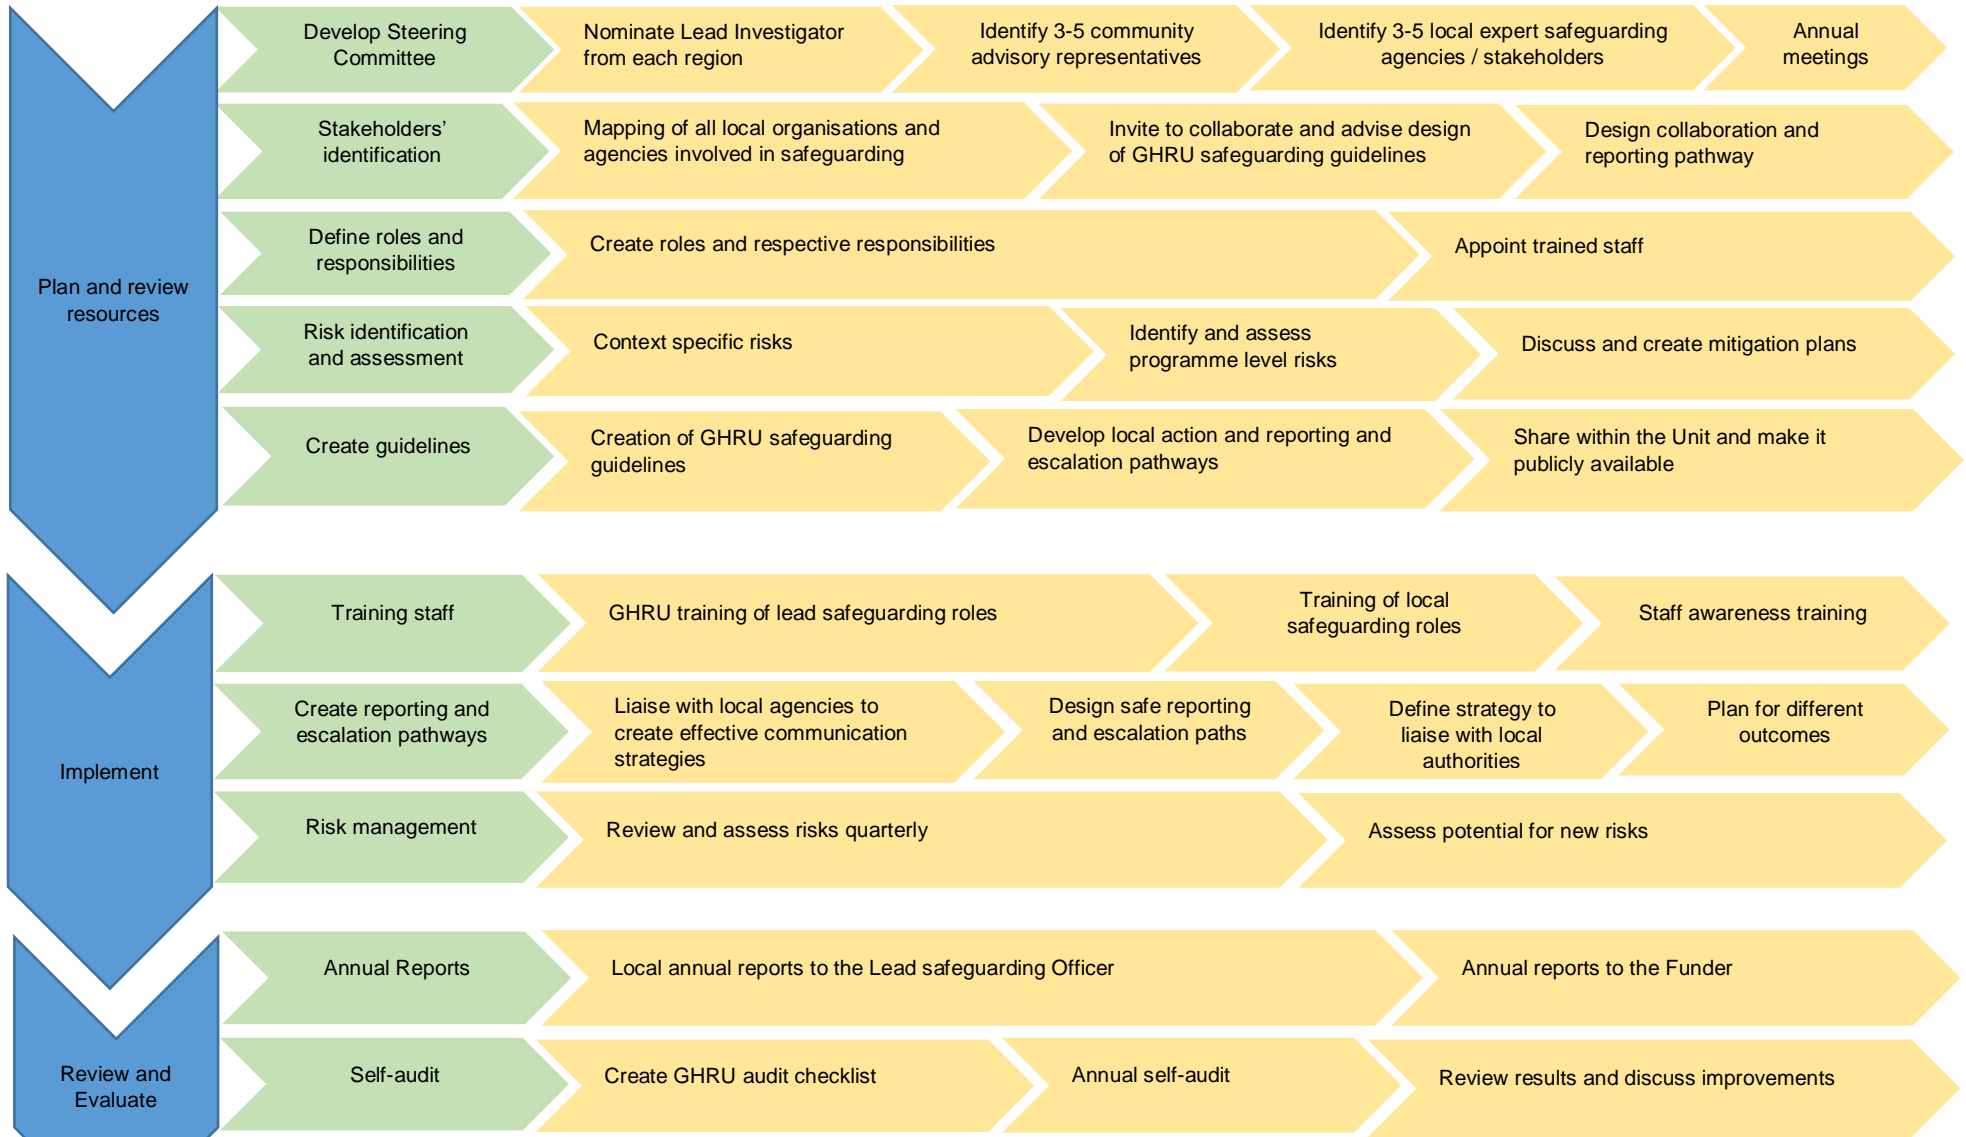 Plan and review
resources
Develop Steering
Committee
Nominate Lead Investigator
from each region
Identify 3-5 community
advisory representatives
Identify 3-5 local expert safeguarding
agencies / stakeholders
Annual
meetings
Stakeholders’
identification
Mapping of all local organisations and
agencies involved in safeguarding
Invite to collaborate and advise design
of GHRU safeguarding guidelines
Design collaboration and
reporting pathway
Define roles and
responsibilities
Create roles and respective responsibilities
Appoint trained staff
Risk identification
and assessment
Context specific risks
Identify and assess
programme level risks
Discuss and create mitigation plans
Create guidelines
Creation of GHRU safeguarding
guidelines
Develop local action and reporting and
escalation pathways
Share within the Unit and make it
publicly available
Implement
Training staff
GHRU training of lead safeguarding roles
Training of local
safeguarding roles
Staff awareness training
Create reporting and
escalation pathways
Liaise with local agencies to
create effective communication
strategies
Design safe reporting
and escalation paths
Define strategy to
liaise with local
authorities
Plan for different
outcomes
Risk management
Review and assess risks quarterly
Assess potential for new risks
Review and
Evaluate
Annual Reports
Local annual reports to the Lead safeguarding Officer
Annual reports to the Funder
Self-audit
Create GHRU audit checklist
Annual self-audit
Review results and discuss improvements